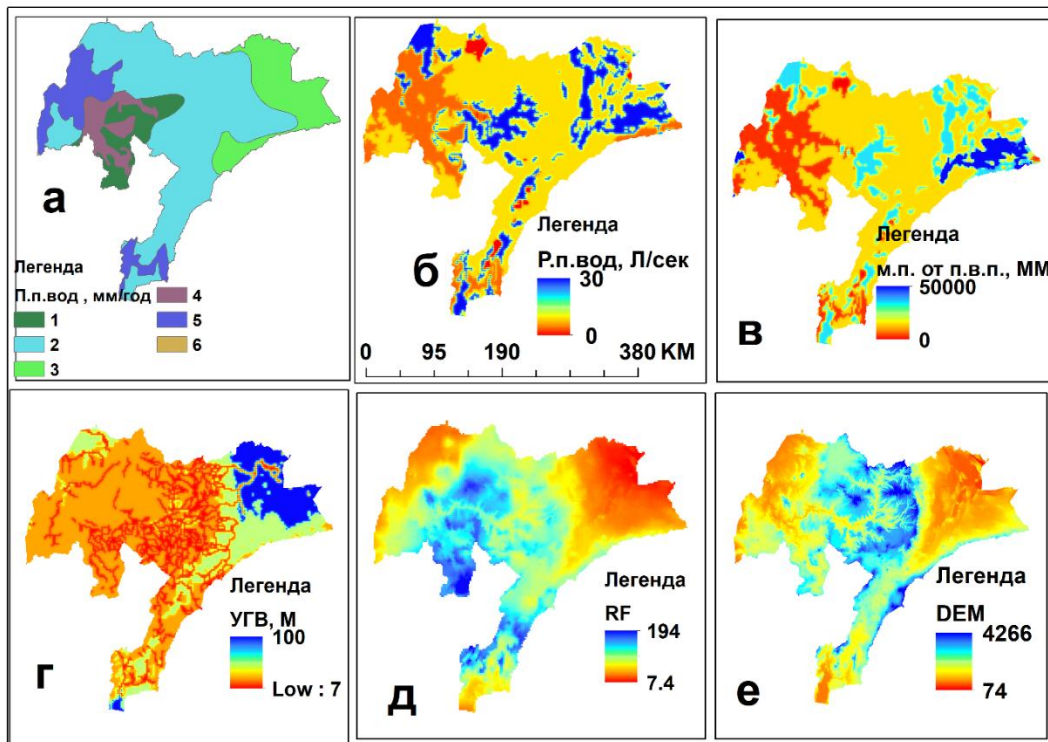 а
Легенда
П.п.вод , мм/год
1
2
3
4
5
6
б
Легенда
Р.п.вод, Л/сек
30
0
0 95 190 380 КМ
в
Легенда
м.п. от п.в.п., ММ
50000
0
г
Легенда
УГВ, М
100
Low : 7
д
Легенда
RF
194
7.4
е
Легенда
DEM
4266
74